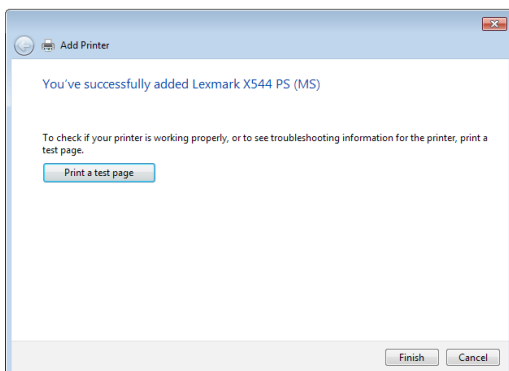 Add Printer
You've successfully added Lexmark X544 PS (MS)
To check if your printer is working properly, or to see troubleshooting information for the printer, print a
test page.
Print a test page
Finish
Cancel